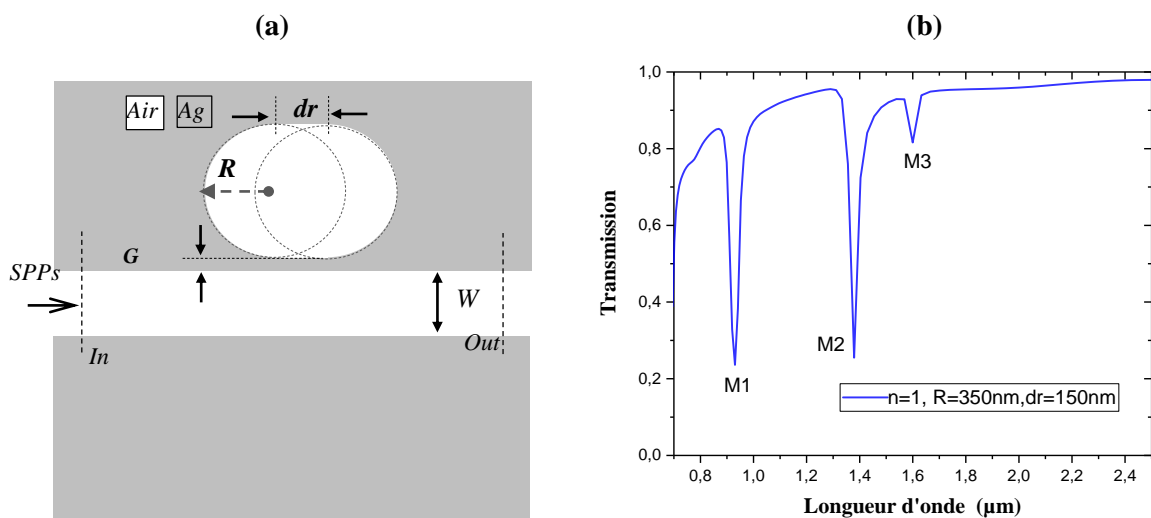 (a)
Air Ag
dr
R
G
SPPs
W
In
Out
(b)
Transmission
1,0
0,8
0,6
0,4
0,2
0,0
M1
M2
M3
n=1, R=350nm,dr=150nm
0,8 1,0 1,2 1,4 1,6 1,8 2,0 2,2 2,4
Longueur d'onde (µm)